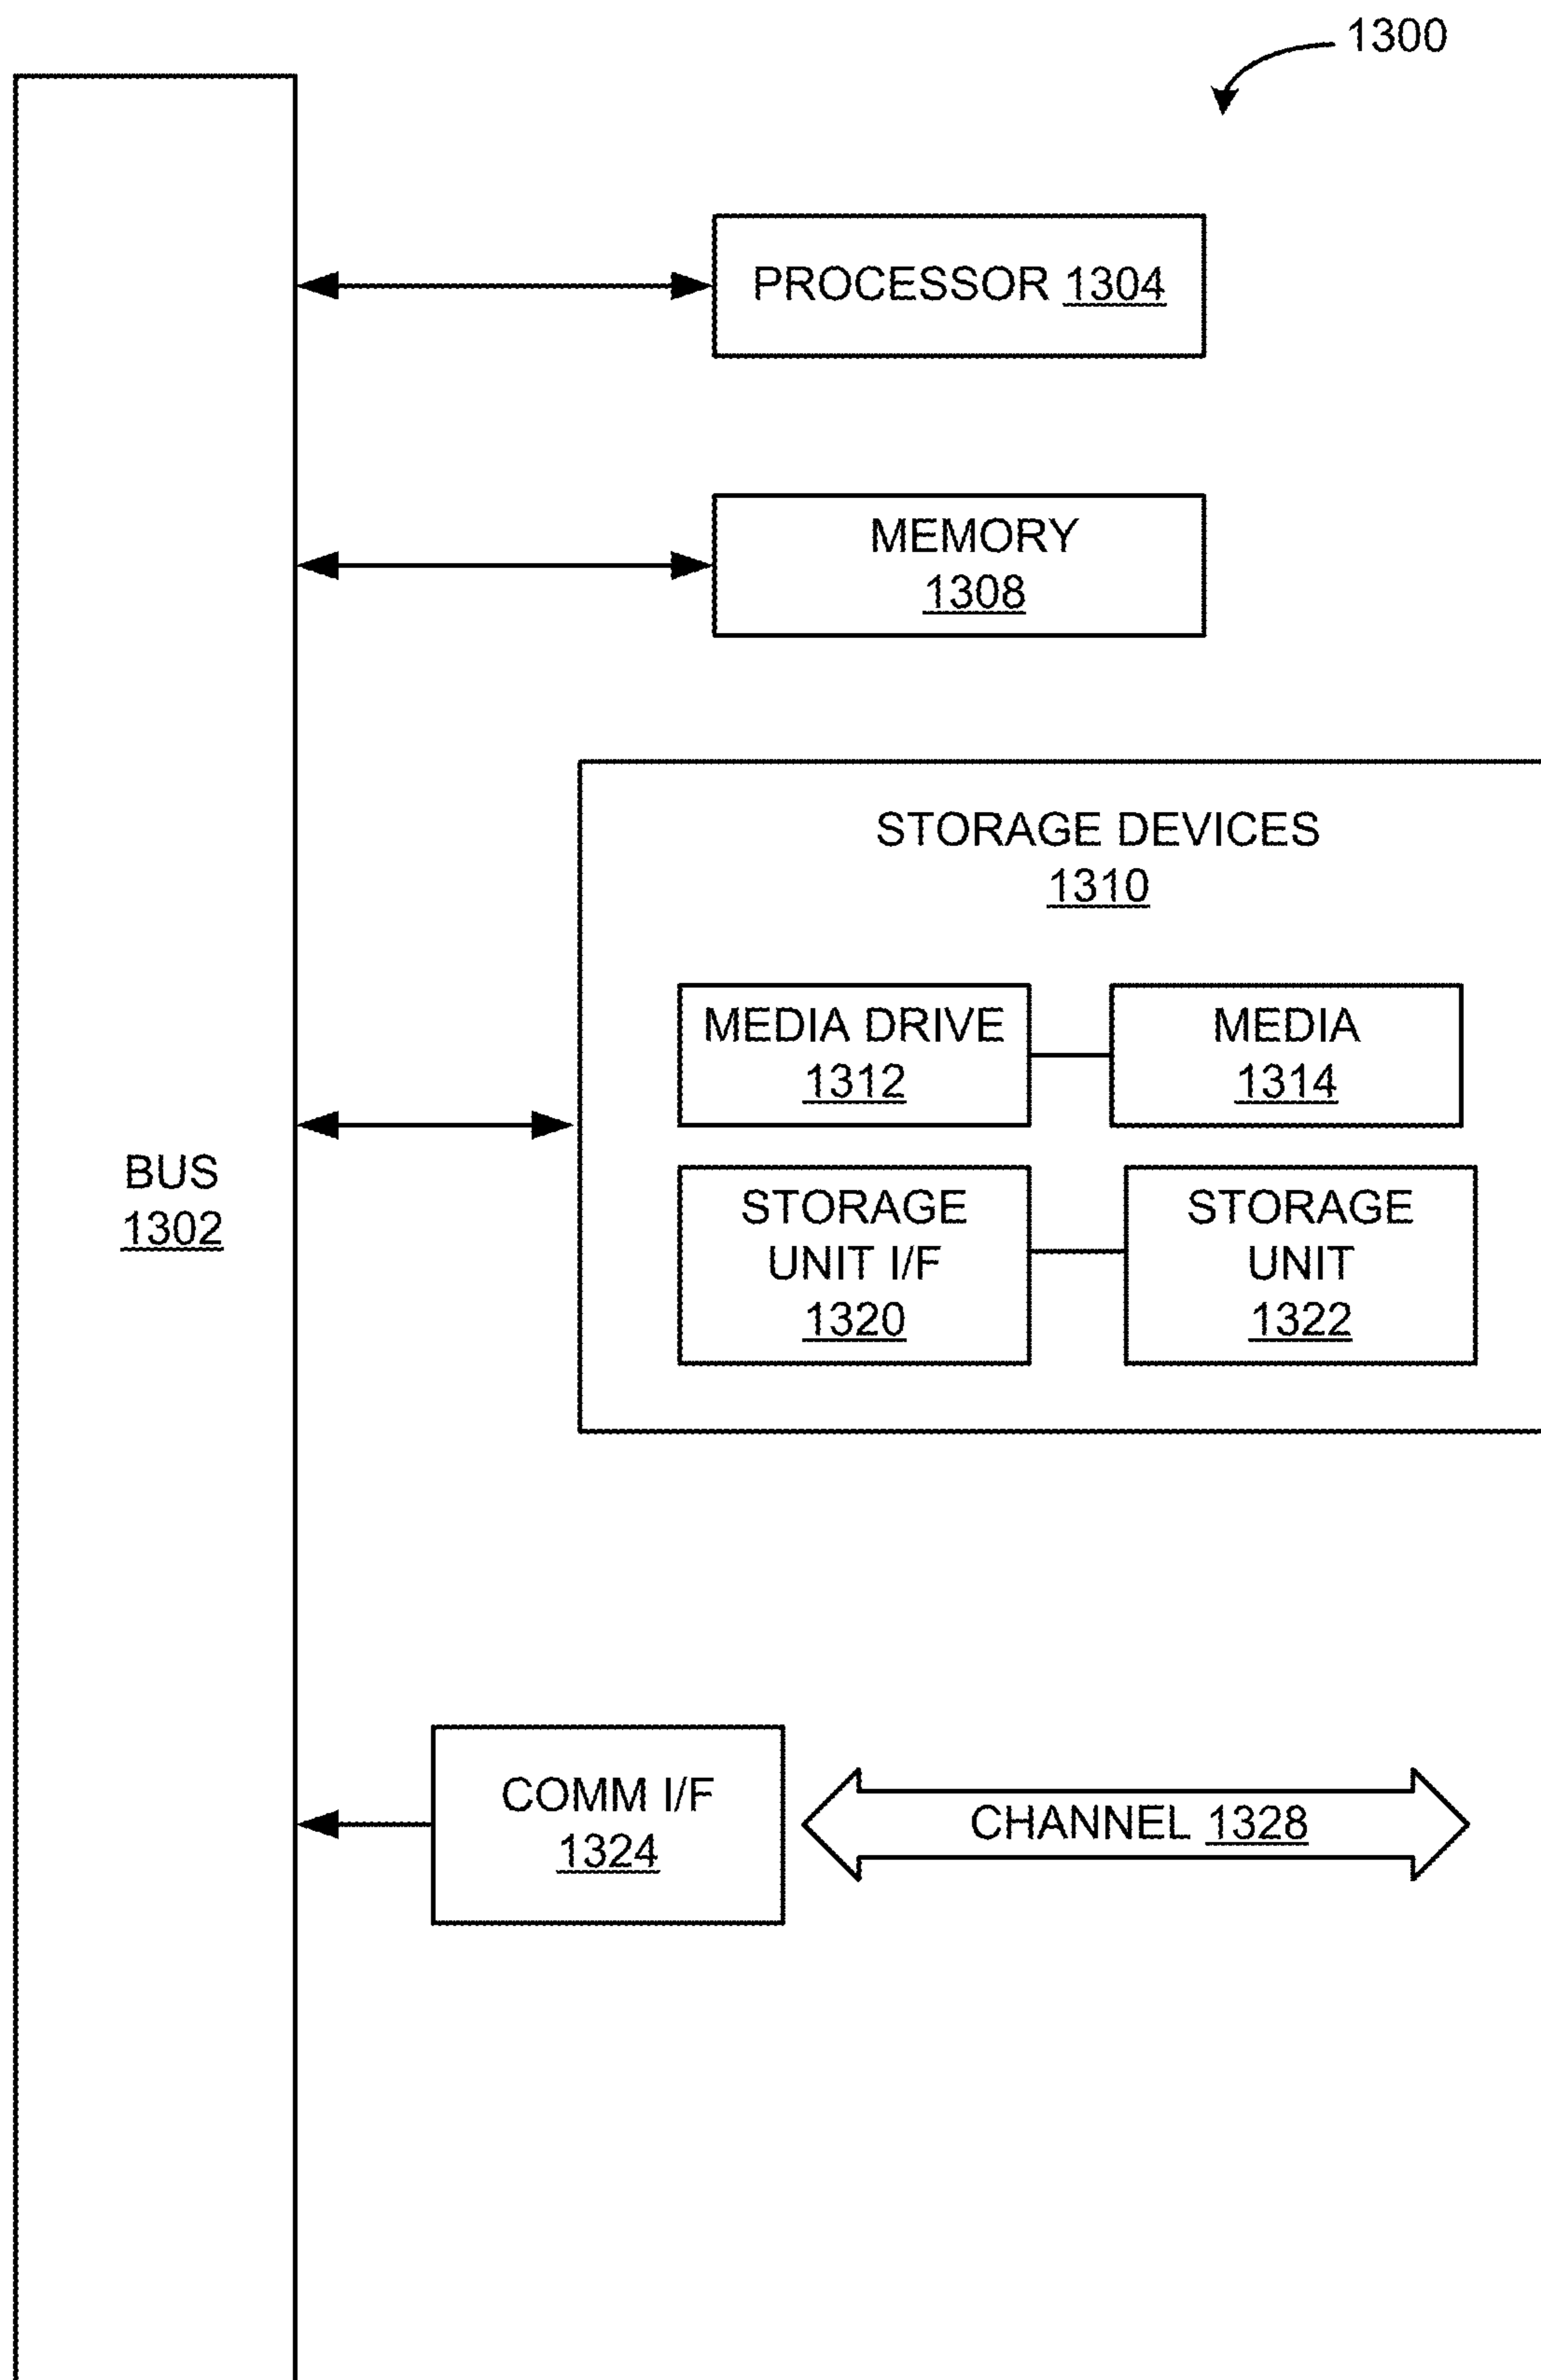 1300
PROCESSOR 1304
MEMORY
1308
STORAGE DEVICES
1310
MEDIA DRIVE
1312
MEDIA
1314
BUS
1302
STORAGE
UNIT I/F
1320
STORAGE
UNIT
1322
COMM I/F
1324
CHANNEL 1328